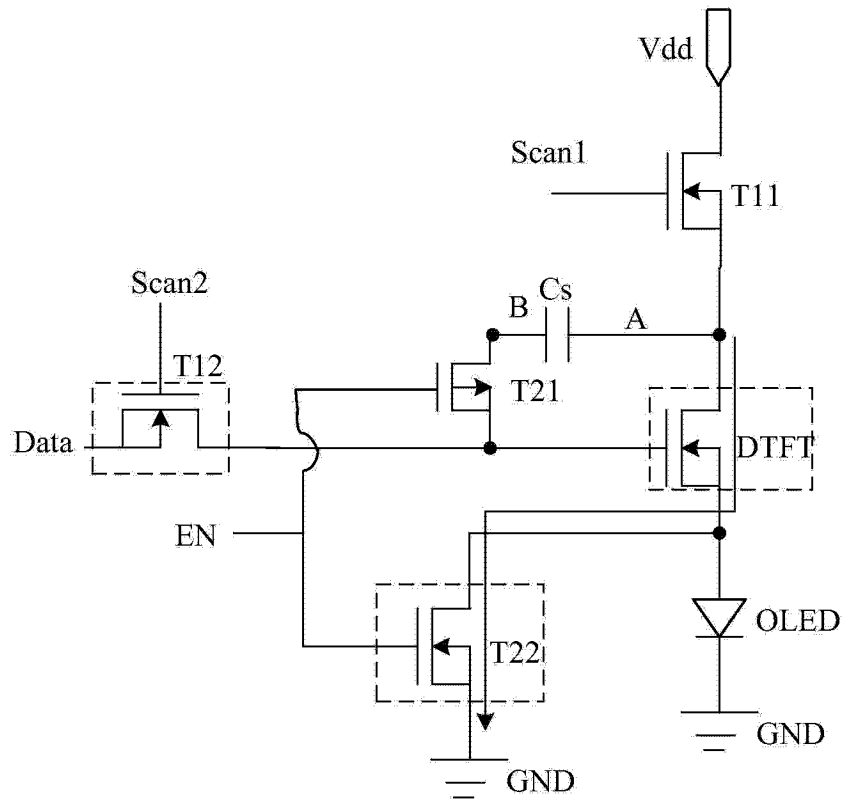 Vdd
Scan1
T11
Scan2
B
Cs
A
T12
T21
Data
DTFT
EN
OLED
T22
GND
GND